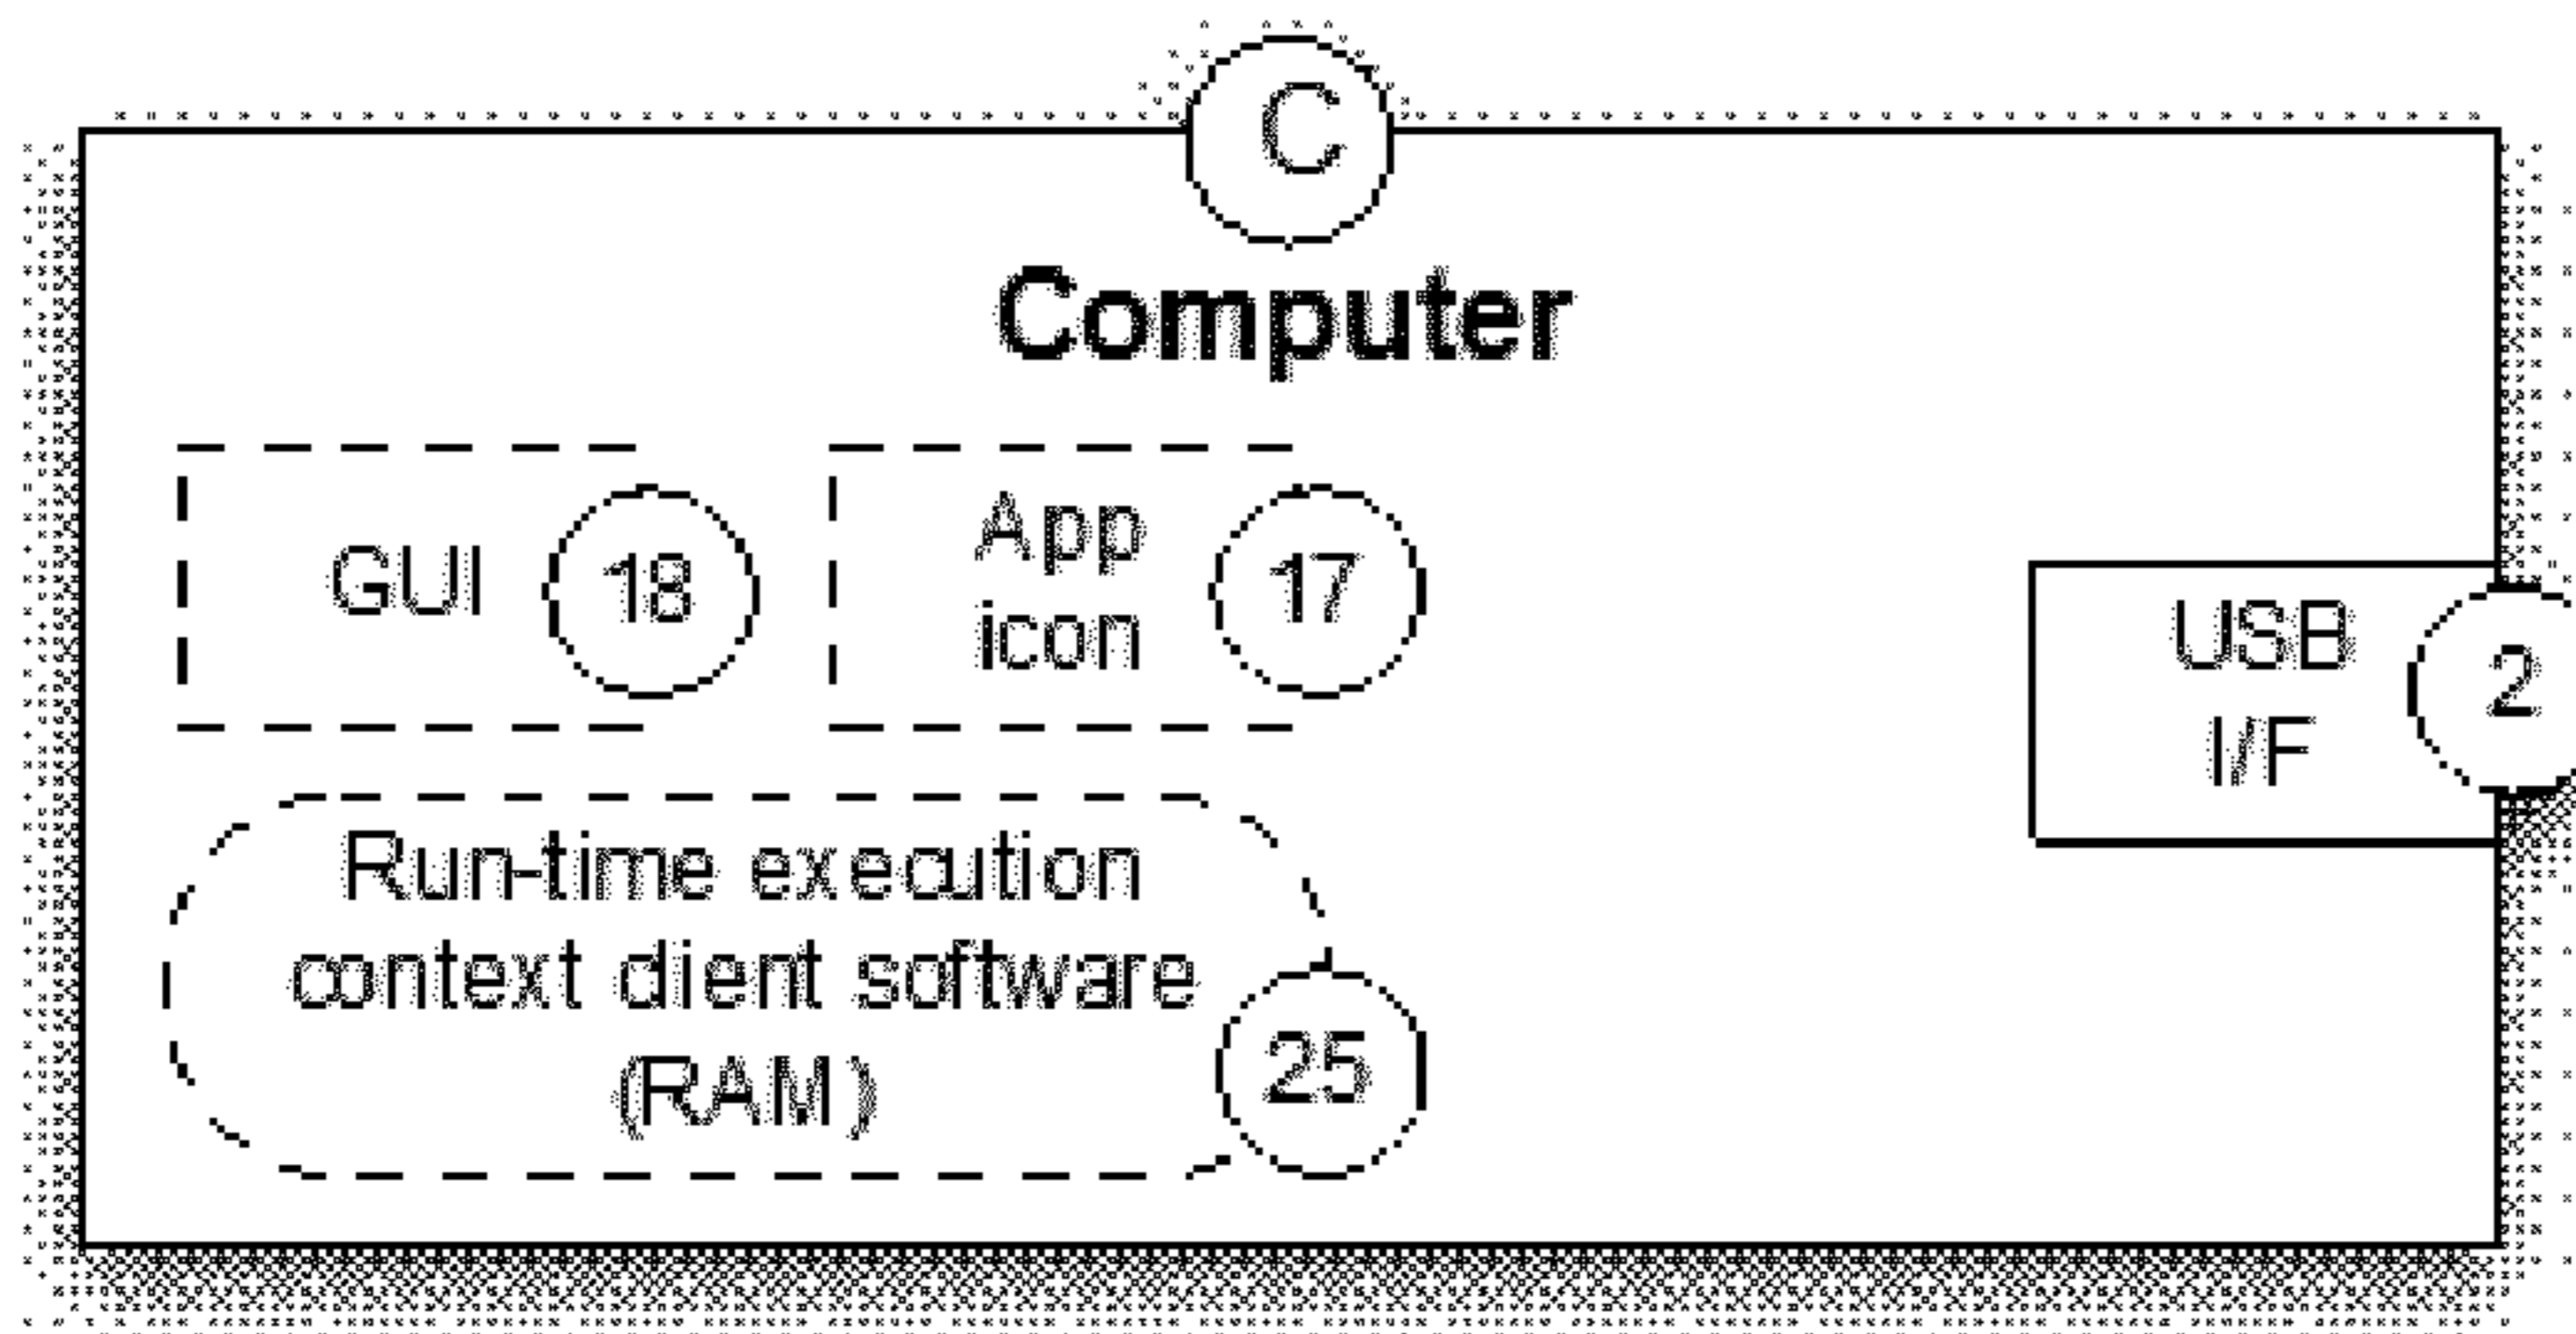 C
Computer
GUI
18
App
icon
17
USB
I/F
2
Run-time execution
context client software
(RAM)
25